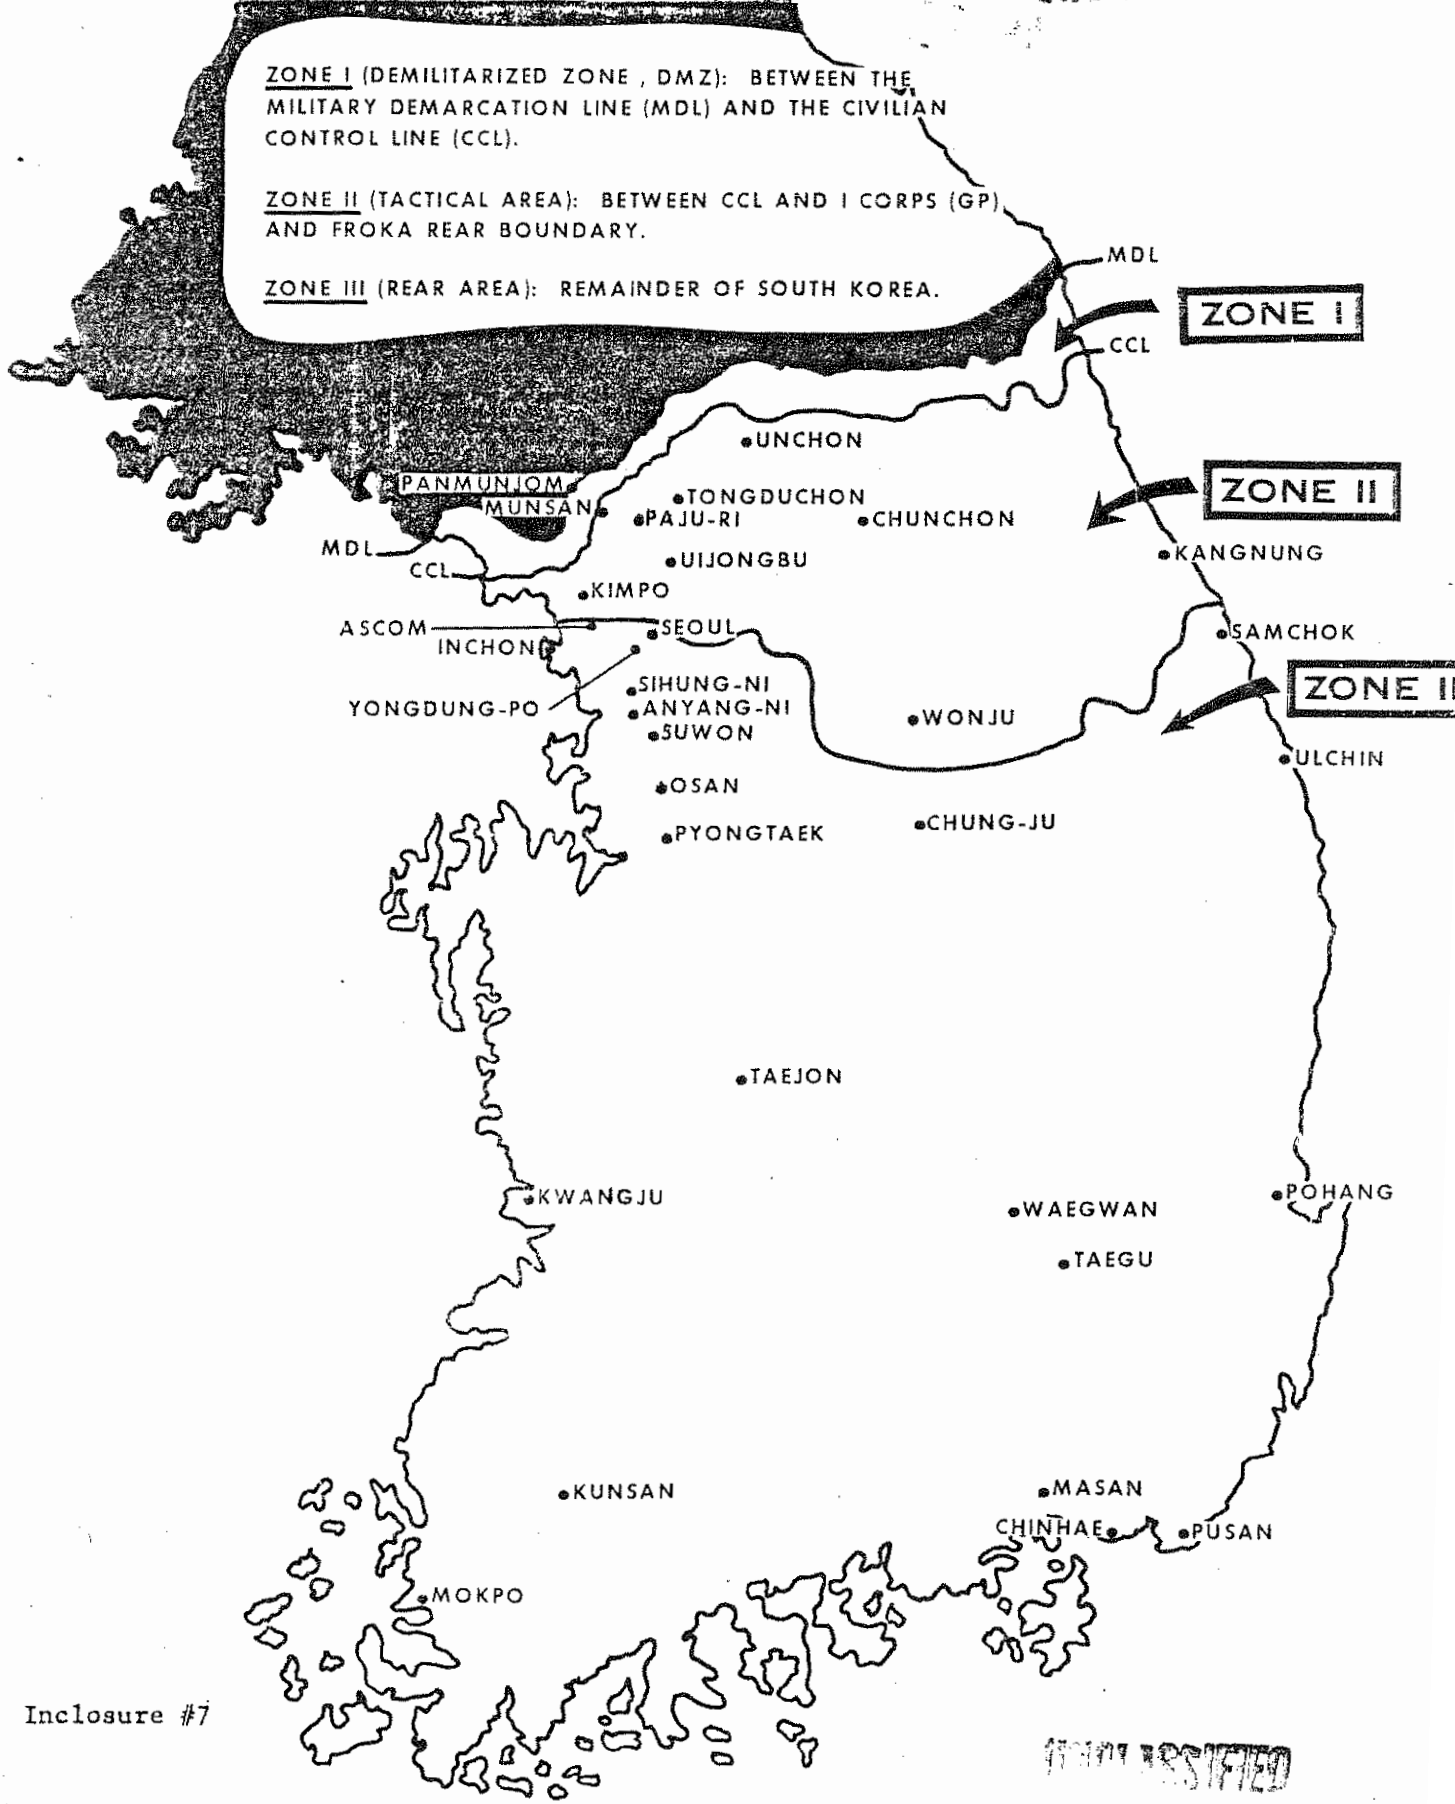 ZONE I (DEMILITARIZED ZONE , DMZ): BETWEEN THE
MILITARY DEMARCATION LINE (MDL) AND THE CIVILIAN
CONTROL LINE (CCL).
ZONE II (TACTICAL AREA): BETWEEN CCL AND I CORPS (GP)
AND FROKA REAR BOUNDARY.
ZONE III (REAR AREA): REMAINDER OF SOUTH KOREA.
MDL
ZONE I
CCL
UNCHON
PANMUNJOM
MUNSAN
TONGDUCHON
PAJU-RI
CHUNCHON
ZONE II
MDL
CCL
UIJONGBU
KANGNUNG
KIMPO
ASCOM
INCHON
SEOUL
SAMCHOK
YONGDUNG-PO
SIHUNG-NI
ANYANG-NI
SUWON
WONJU
ZONE II
ULCHIN
OSAN
PYONGTAEK
CHUNG-JU
TAEJON
KWANGJU
WAEGWAN
POHANG
TAEGU
KUNSAN
MASAN
CHINHAE
PUSAN
MOKPO
Inclosure #7
UNCLASSIFIED